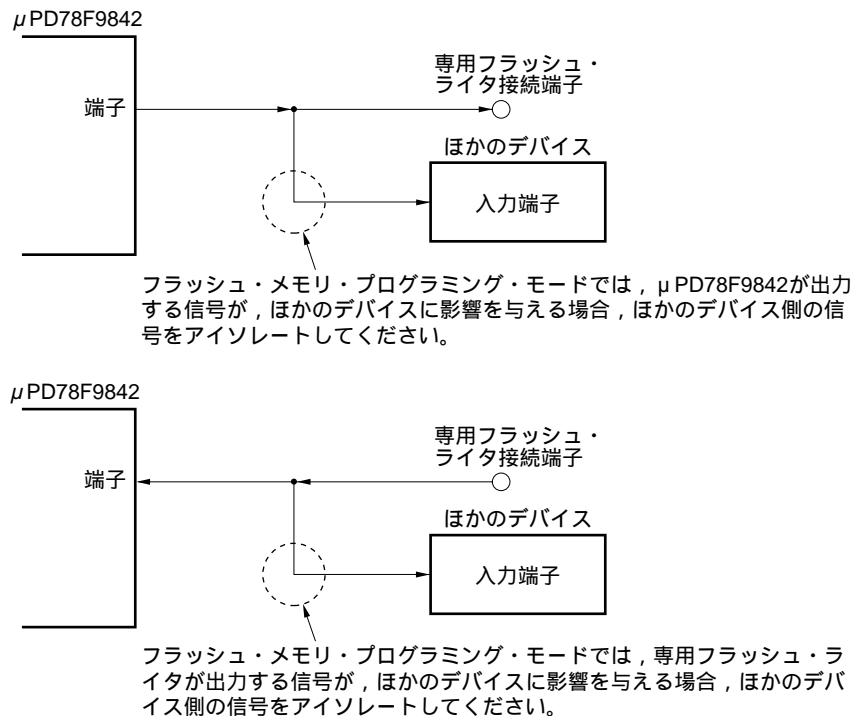 μPD78F9842
専用フラッシュ・
ライタ接続端子
端子
ほかのデバイス
入力端子
フラッシュ・メモリ・プログラミング・モードでは，μPD78F9842が出力
する信号が，ほかのデバイスに影響を与える場合，ほかのデバイス側の信
号をアイソレートしてください。
μPD78F9842
専用フラッシュ・
ライタ接続端子
端子
ほかのデバイス
入力端子
フラッシュ・メモリ・プログラミング・モードでは，専用フラッシュ・ラ
イタが出力する信号が，ほかのデバイスに影響を与える場合，ほかのデバ
イス側の信号をアイソレートしてください。